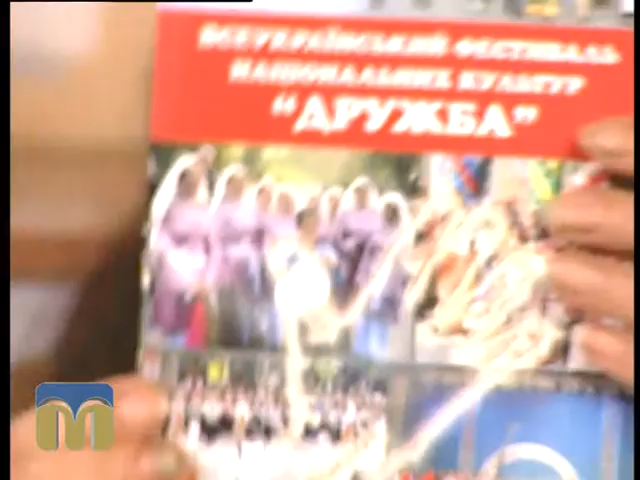 ВСЕУКРАЇНСЬКИЙ ФЕСТИВАЛЬ
НАЦІОНАЛЬНИХ КУЛЬТУР
“ДРУЖБА”